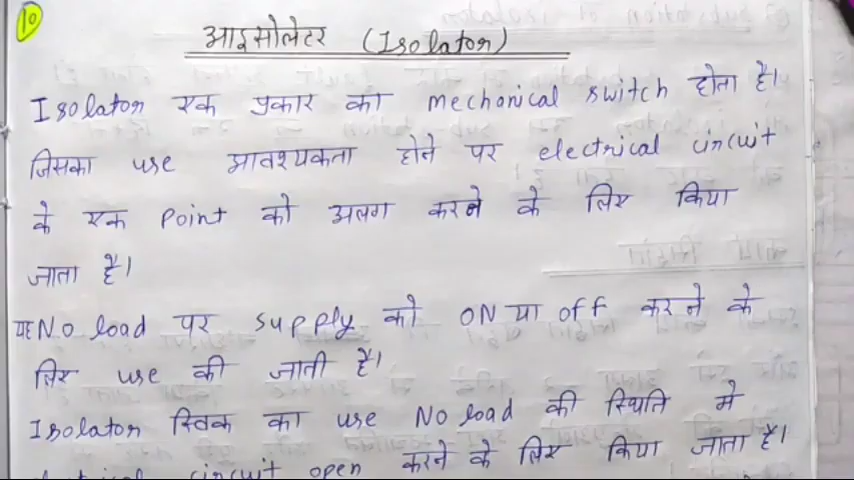 10
आइसोलेटर (Isolator)
Isolator एक प्रकार का mechanical switch होता है।
जिसका use आवश्यकता होने पर electrical circuit
के एक point को अलग करने के लिए किया
जाता है।
यह No load पर supply को ON या off करने के
लिए use की जाती है।
Isolator स्विक का use No load की स्थिति मे
electrical circuit open करने के लिए किया जाता है।